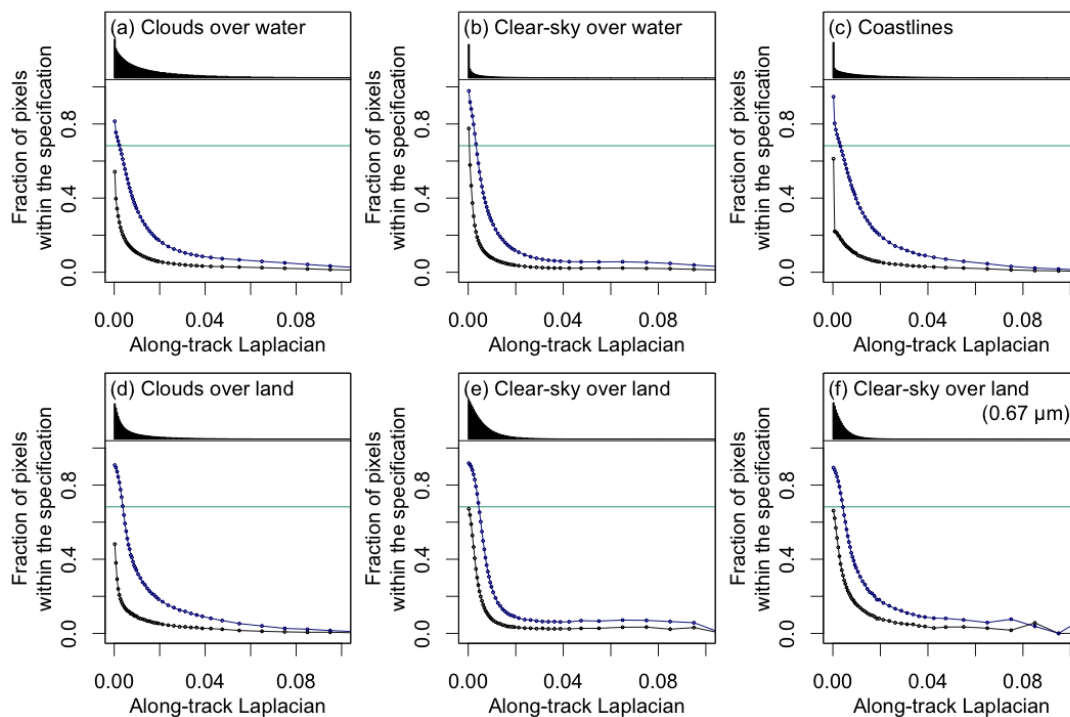 (a) Clouds over water
Fraction of pixels
within the specification
0.0 0.4 0.8
0.00 0.04 0.08
Along-track Laplacian
(b) Clear-sky over water
Fraction of pixels
within the specification
0.0 0.4 0.8
0.00 0.04 0.08
Along-track Laplacian
(c) Coastlines
Fraction of pixels
within the specification
0.0 0.4 0.8
0.00 0.04 0.08
Along-track Laplacian
(d) Clouds over land
Fraction of pixels
within the specification
0.0 0.4 0.8
0.00 0.04 0.08
Along-track Laplacian
(e) Clear-sky over land
Fraction of pixels
within the specification
0.0 0.4 0.8
0.00 0.04 0.08
Along-track Laplacian
(f) Clear-sky over land
(0.67 μm)
Fraction of pixels
within the specification
0.0 0.4 0.8
0.00 0.04 0.08
Along-track Laplacian